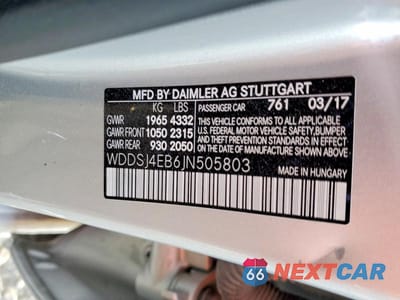 MFD BY DAIMLER AG STUTTGART
KG LBS
GVWR 1965 4332 PASSENGER CAR 761 03/17
GAWR FRONT 1050 2315
GAWR REAR 930 2050
THIS VEHICLE CONFORMS TO ALL APPLICABLE
U.S. FEDERAL MOTOR VEHICLE SAFETY, BUMPER,
AND THEFT PREVENTION STANDARDS IN EFFECT
ON THE DATE OF MANUFACTURE SHOWN ABOVE.
WDDSJ4EB6JN505803
MADE IN HUNGARY
66 NEXTCAR